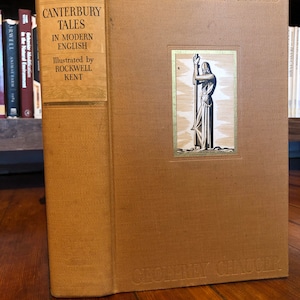 CANTERBURY
TALES
IN MODERN
ENGLISH
Illustrated by
ROCKWELL
KENT
GEOFFREY CHAUCER